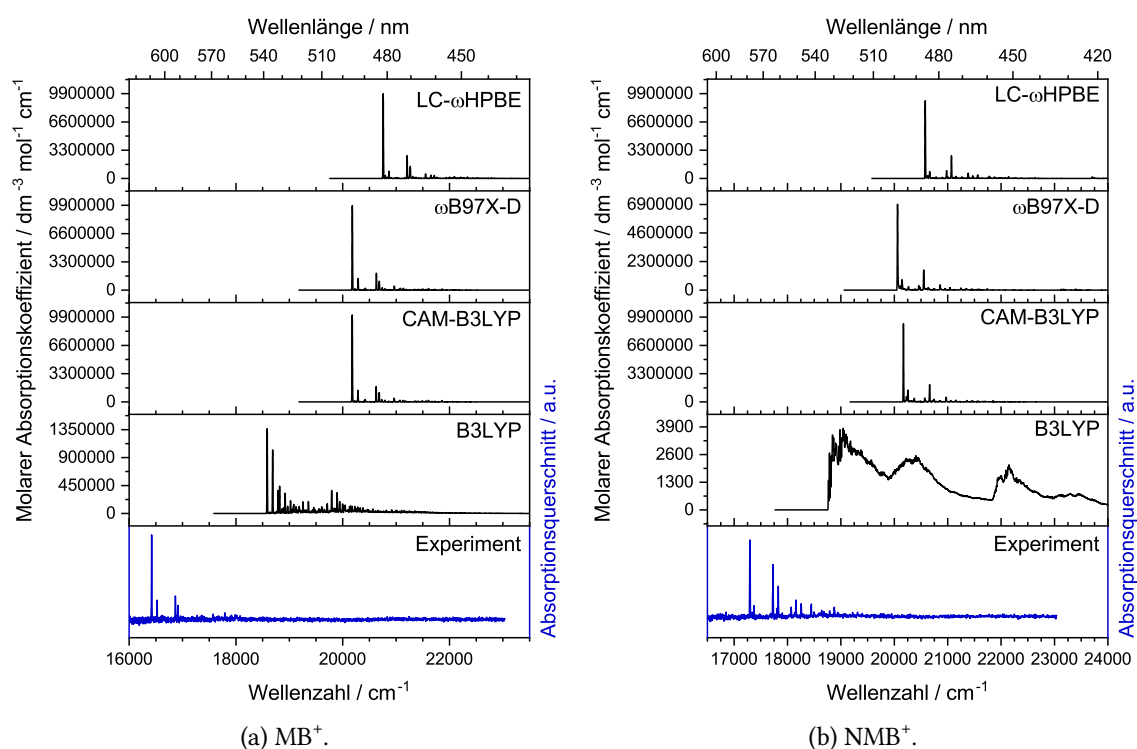 Wellenlänge / nm
600 570 540 510 480 450
Molarer Absorptionskoeffizient / dm⁻³ mol⁻¹ cm⁻¹
9900000
6600000
3300000
0
LC-ωHPBE
9900000
6600000
3300000
0
ωB97X-D
9900000
6600000
3300000
0
CAM-B3LYP
1350000
900000
450000
0
B3LYP
Experiment
Absorptionsquerschnitt / a.u.
16000 18000 20000 22000
Wellenzahl / cm⁻¹
(a) MB⁺.
Wellenlänge / nm
600 570 540 510 480 450 420
Molarer Absorptionskoeffizient / dm⁻³ mol⁻¹ cm⁻¹
9900000
6600000
3300000
0
LC-ωHPBE
6900000
4600000
2300000
0
ωB97X-D
9900000
6600000
3300000
0
CAM-B3LYP
3900
2600
1300
0
B3LYP
Experiment
Absorptionsquerschnitt / a.u.
17000 18000 19000 20000 21000 22000 23000 24000
Wellenzahl / cm⁻¹
(b) NMB⁺.